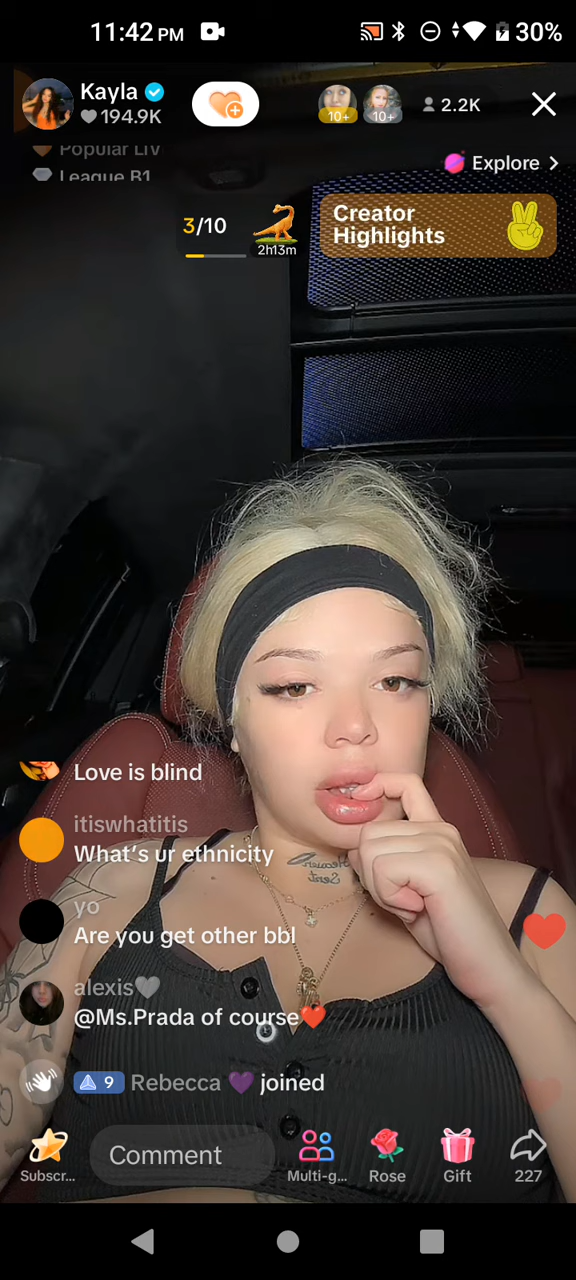 11:42 PM
30%
Kayla
194.9K
10+
10+
2.2K
Popular LIV
League B1
Explore >
3/10
2h13m
Creator
Highlights
Heaven
Sent
Love is blind
itiswhatitis
What's ur ethnicity
yo
Are you get other bbl
alexis🤍
@Ms.Prada of course❤️
9 Rebecca 💜 joined
Comment
Subscr...
Multi-g...
Rose
Gift
227